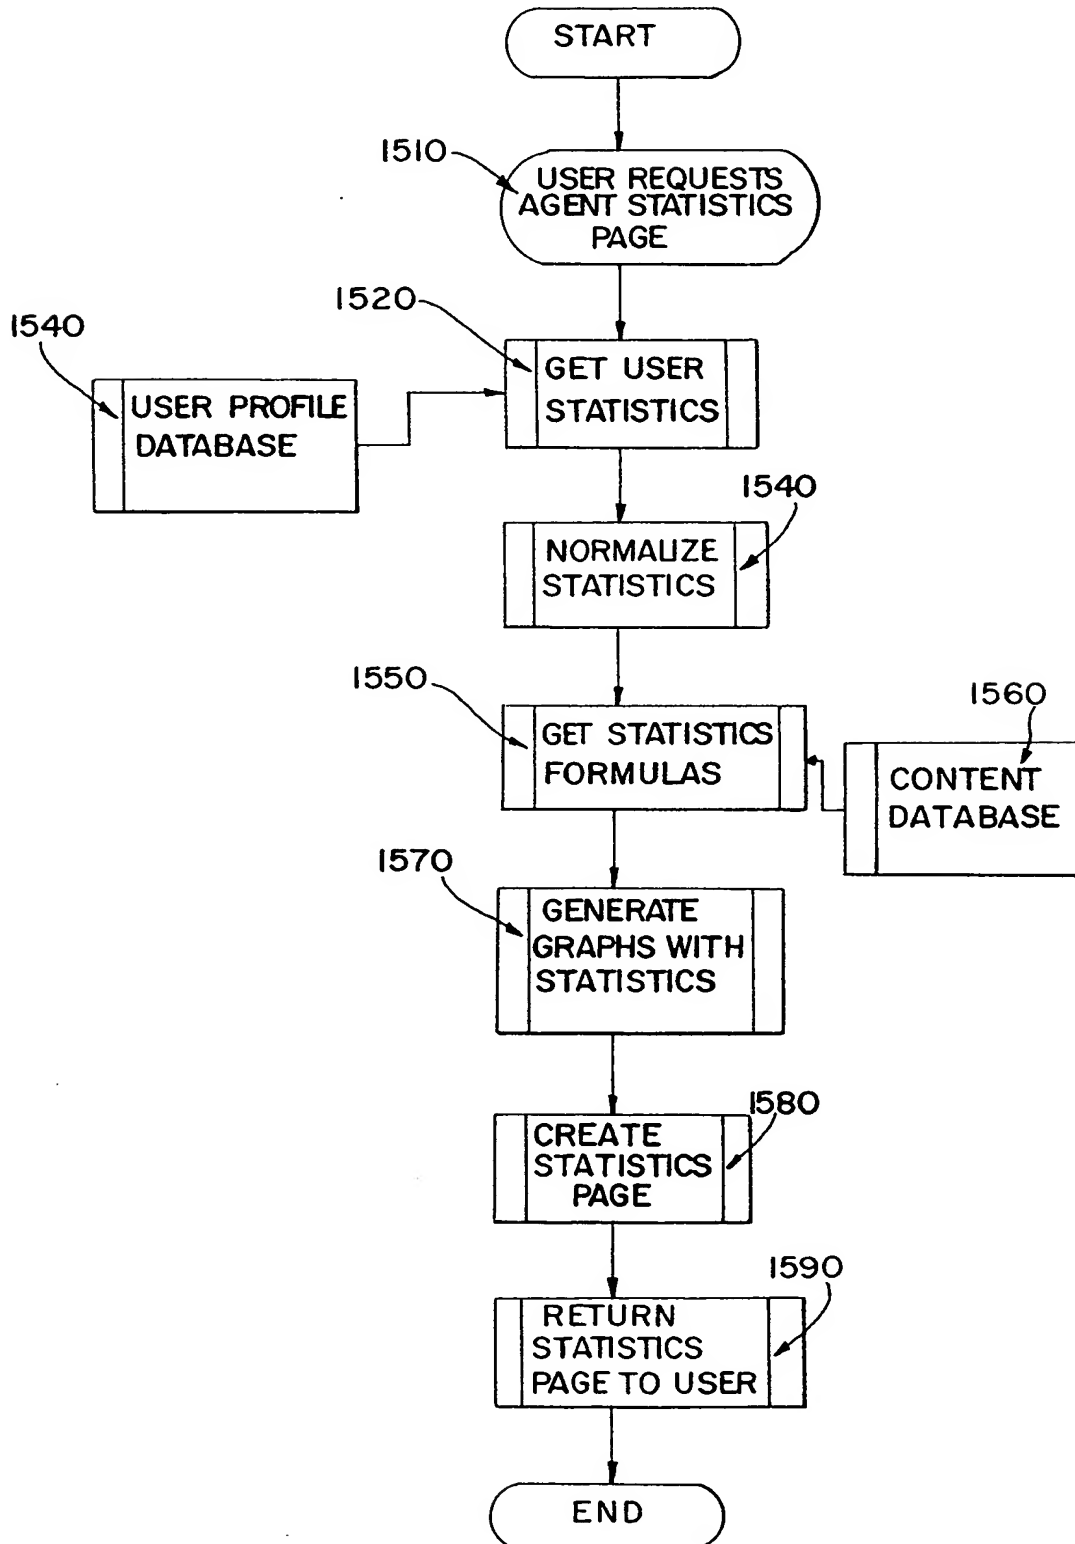 START
1510
USER REQUESTS
AGENT STATISTICS
PAGE
1520
GET USER
STATISTICS
1540
USER PROFILE
DATABASE
1540
NORMALIZE
STATISTICS
1550
GET STATISTICS
FORMULAS
1560
CONTENT
DATABASE
1570
GENERATE
GRAPHS WITH
STATISTICS
1580
CREATE
STATISTICS
PAGE
1590
RETURN
STATISTICS
PAGE TO USER
END